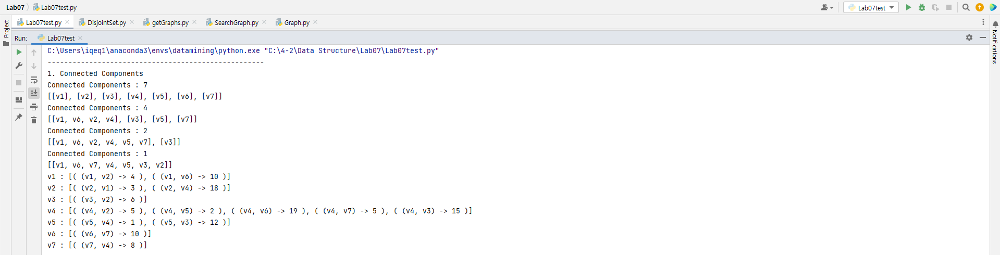 Lab07 Lab07test.py Lab07test
Lab07test.py DisjointSet.py getGraphs.py SearchGraph.py Graph.py
Project
Notifications
Run: Lab07test
C:\Users\iqeq1\anaconda3\envs\datamining\python.exe "C:\4-2\Data Structure\Lab07\Lab07test.py"
----------------------------------------------------
1. Connected Components
Connected Components : 7
[[v1], [v2], [v3], [v4], [v5], [v6], [v7]]
Connected Components : 4
[[v1, v6, v2, v4], [v3], [v5], [v7]]
Connected Components : 2
[[v1, v6, v2, v4, v5, v7], [v3]]
Connected Components : 1
[[v1, v6, v7, v4, v5, v3, v2]]
v1 : [( (v1, v2) -> 4 ), ( (v1, v6) -> 10 )]
v2 : [( (v2, v1) -> 3 ), ( (v2, v4) -> 18 )]
v3 : [( (v3, v2) -> 6 )]
v4 : [( (v4, v2) -> 5 ), ( (v4, v5) -> 2 ), ( (v4, v6) -> 19 ), ( (v4, v7) -> 5 ), ( (v4, v3) -> 15 )]
v5 : [( (v5, v4) -> 1 ), ( (v5, v3) -> 12 )]
v6 : [( (v6, v7) -> 10 )]
v7 : [( (v7, v4) -> 8 )]